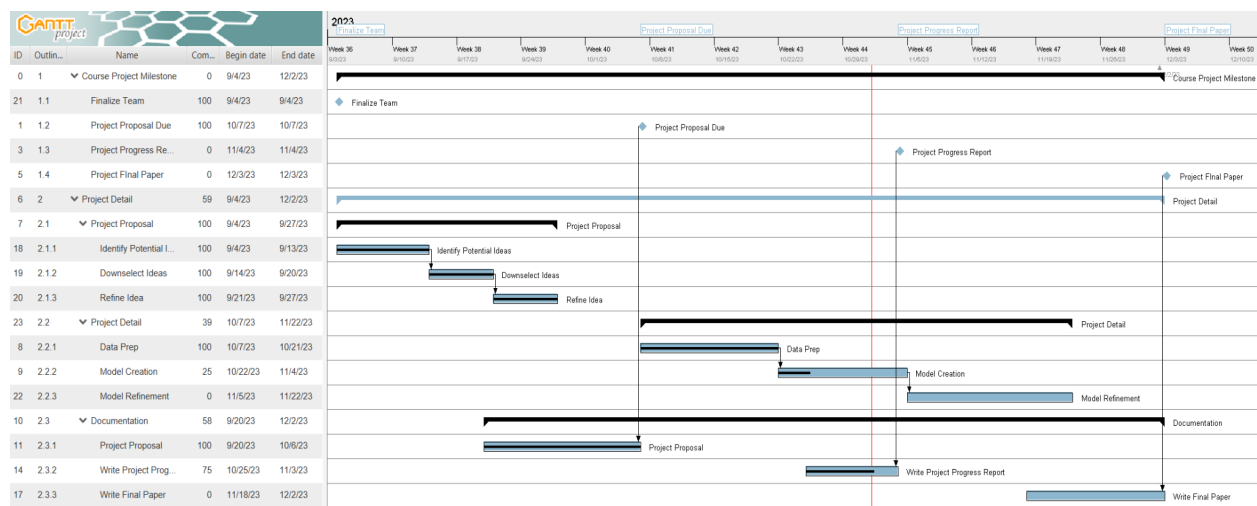 GANTT
project
2023
Finalize Team
Project Proposal Due
Project Progress Report
Project FInal Paper
ID Outlin... Name Com... Begin date End date
Week 36 Week 37 Week 38 Week 39 Week 40 Week 41 Week 42 Week 43 Week 44 Week 45 Week 46 Week 47 Week 48 Week 49 Week 50
9/3/23 9/10/23 9/17/23 9/24/23 10/1/23 10/8/23 10/15/23 10/22/23 10/29/23 11/5/23 11/12/23 11/19/23 11/26/23 12/3/23 12/10/23
0 1 Course Project Milestone 0 9/4/23 12/2/23 Course Project Milestone
21 1.1 Finalize Team 100 9/4/23 9/4/23 Finalize Team
1 1.2 Project Proposal Due 100 10/7/23 10/7/23 Project Proposal Due
3 1.3 Project Progress Re... 0 11/4/23 11/4/23 Project Progress Report
5 1.4 Project FInal Paper 0 12/3/23 12/3/23 Project FInal Paper
6 2 Project Detail 59 9/4/23 12/2/23 Project Detail
7 2.1 Project Proposal 100 9/4/23 9/27/23 Project Proposal
18 2.1.1 Identify Potential I... 100 9/4/23 9/13/23 Identify Potential Ideas
19 2.1.2 Downselect Ideas 100 9/14/23 9/20/23 Downselect Ideas
20 2.1.3 Refine Idea 100 9/21/23 9/27/23 Refine Idea
23 2.2 Project Detail 39 10/7/23 11/22/23 Project Detail
8 2.2.1 Data Prep 100 10/7/23 10/21/23 Data Prep
9 2.2.2 Model Creation 25 10/22/23 11/4/23 Model Creation
22 2.2.3 Model Refinement 0 11/5/23 11/22/23 Model Refinement
10 2.3 Documentation 58 9/20/23 12/2/23 Documentation
11 2.3.1 Project Proposal 100 9/20/23 10/6/23 Project Proposal
14 2.3.2 Write Project Prog... 75 10/25/23 11/3/23 Write Project Progress Report
17 2.3.3 Write Final Paper 0 11/18/23 12/2/23 Write Final Paper